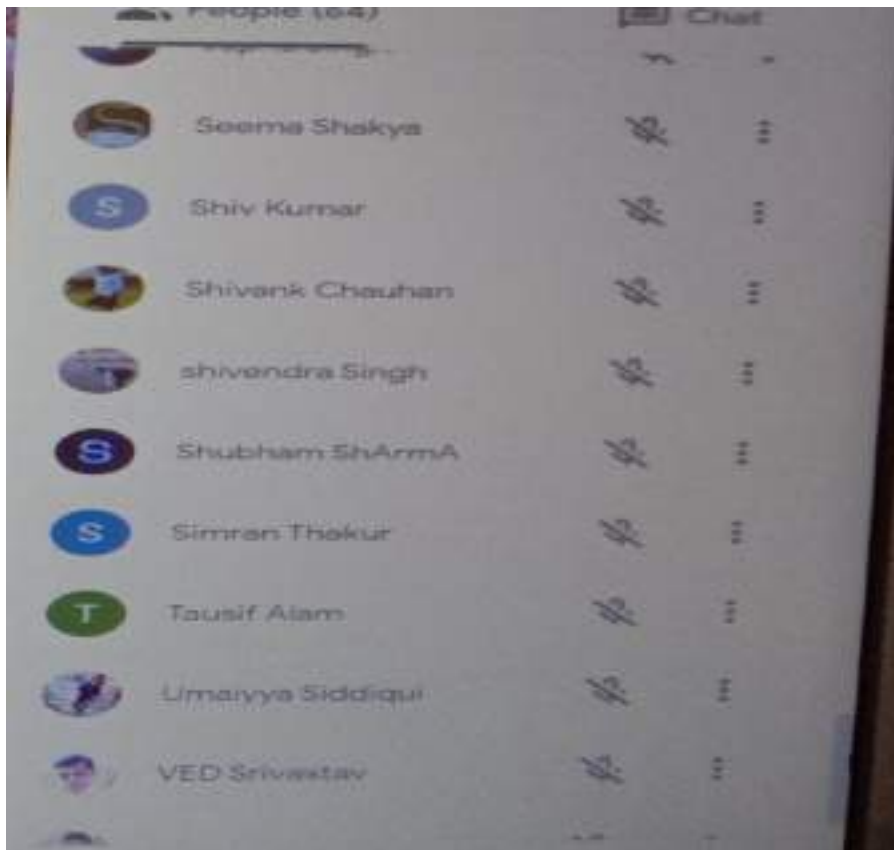 People (64)
Chat
Seema Shakya
S
Shiv Kumar
Shivank Chauhan
shivendra Singh
S
Shubham ShArmA
S
Simran Thakur
T
Tausif Alam
Umaiyya Siddiqui
VED Srivastav